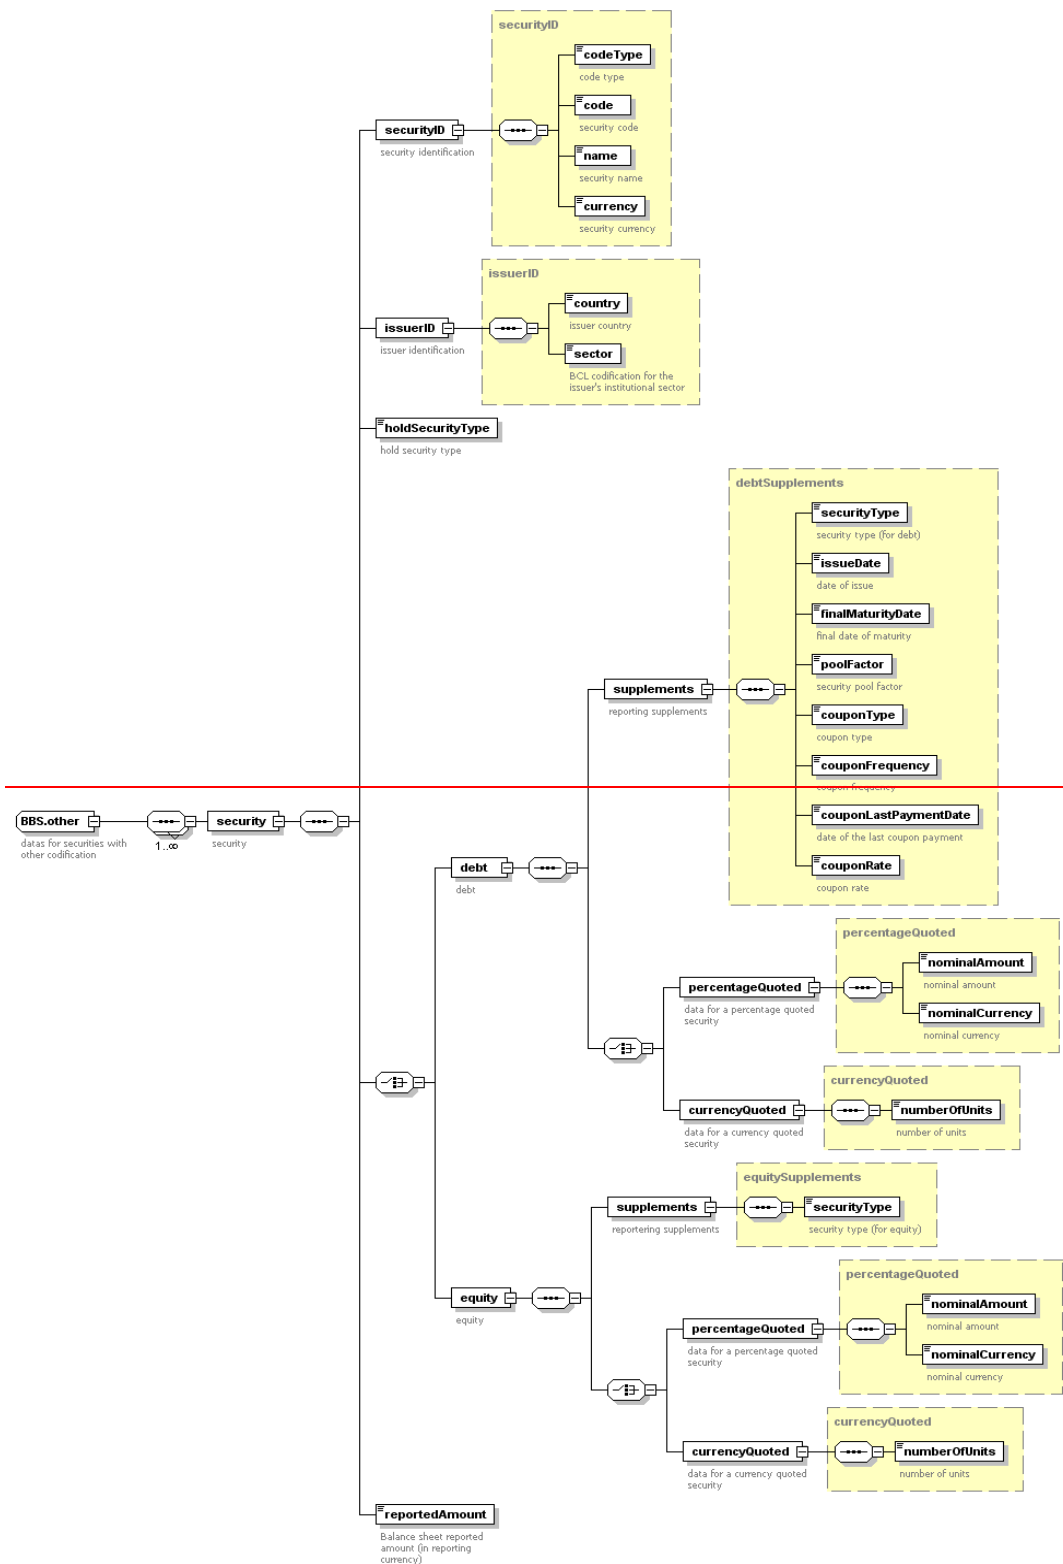 securityID
codeType
code type
code
security code
securityID
security identification
name
security name
currency
security currency
issuerID
country
issuer country
issuerID
issuer identification
sector
BCL codification for the
issuer's institutional sector
holdSecurityType
hold security type
debtSupplements
securityType
security type (for debt)
issueDate
date of issue
finalMaturityDate
final date of maturity
poolFactor
security pool factor
supplements
reporting supplements
couponType
coupon type
couponFrequency
coupon frequency
BBS.other
datas for securities with
other codification
1..∞
security
security
couponLastPaymentDate
date of the last coupon payment
couponRate
coupon rate
debt
debt
percentageQuoted
nominalAmount
nominal amount
percentageQuoted
data for a percentage quoted
security
nominalCurrency
nominal currency
currencyQuoted
currencyQuoted
data for a currency quoted
security
numberOfUnits
number of units
equitySupplements
supplements
reportering supplements
securityType
security type (for equity)
equity
equity
percentageQuoted
nominalAmount
nominal amount
percentageQuoted
data for a percentage quoted
security
nominalCurrency
nominal currency
currencyQuoted
currencyQuoted
data for a currency quoted
security
numberOfUnits
number of units
reportedAmount
Balance sheet reported
amount (in reporting
currency)